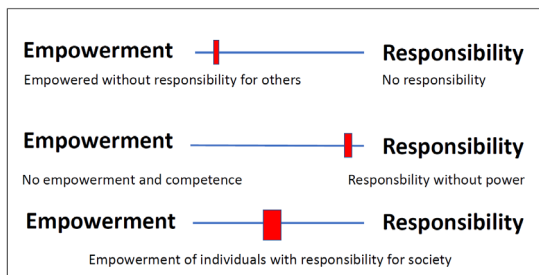 Empowerment Responsibility
Empowered without responsibility for others No responsibility
Empowerment Responsibility
No empowerment and competence Responsbility without power
Empowerment Responsibility
Empowerment of individuals with responsibility for society